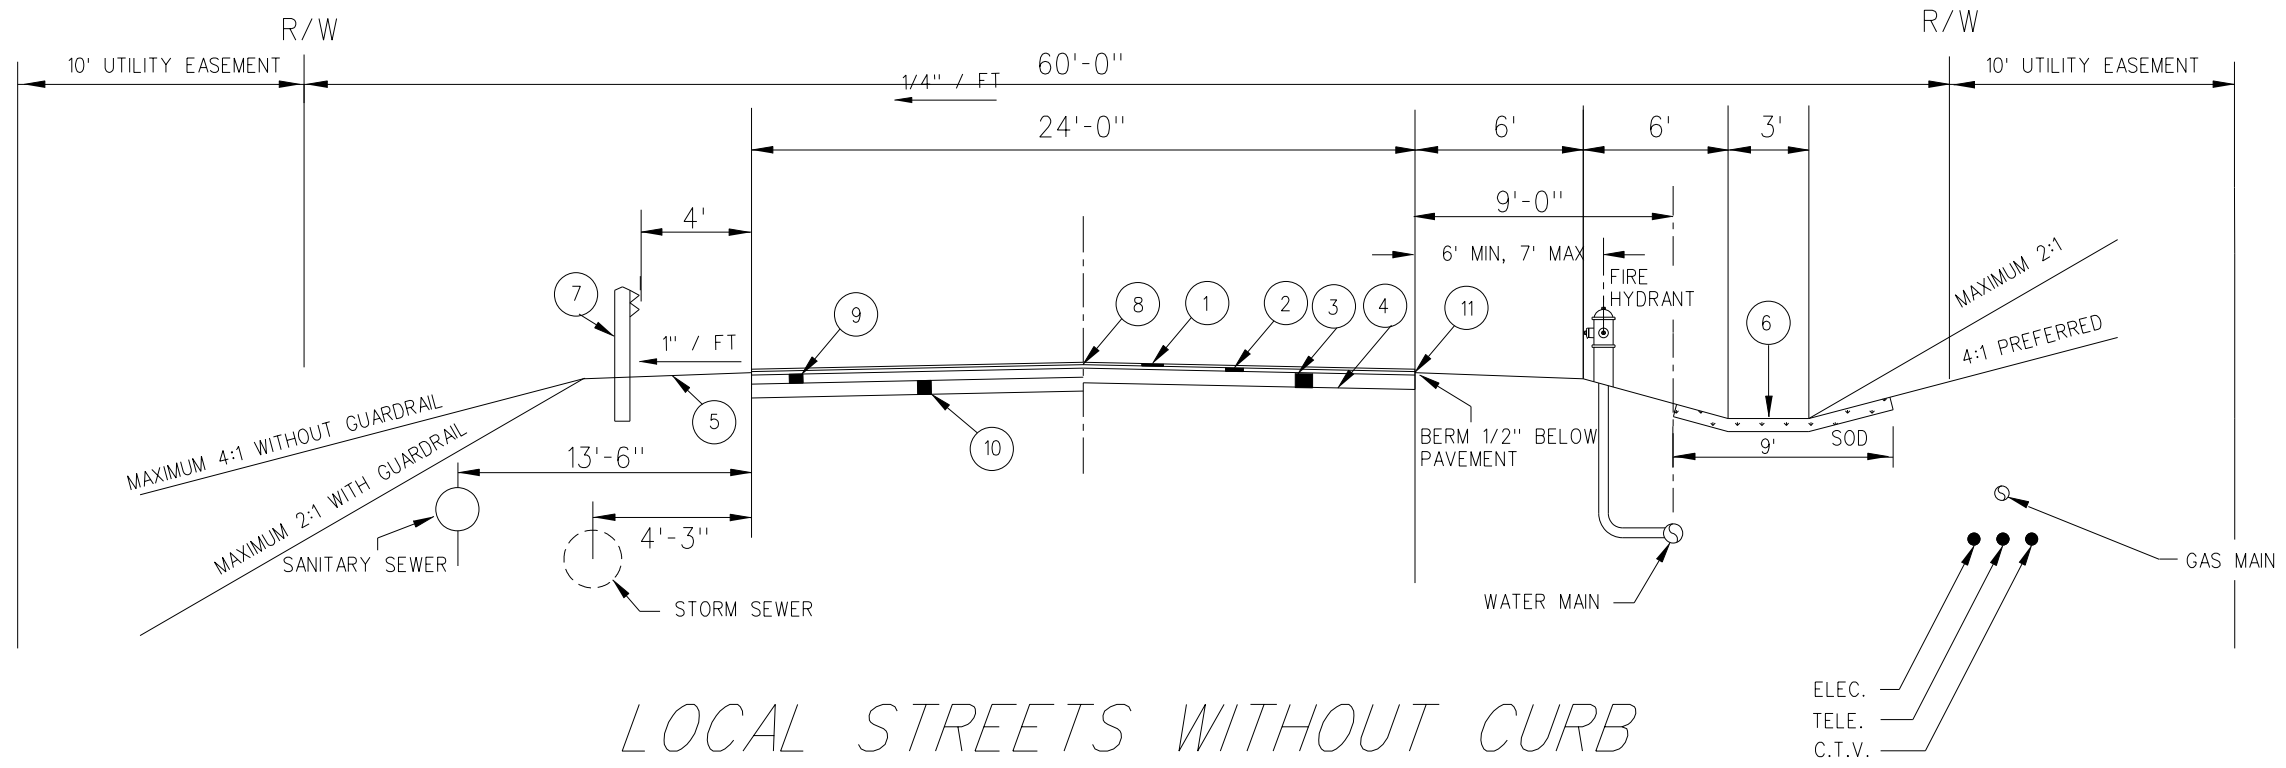 R/W
R/W
10' UTILITY EASEMENT
60'-0"
10' UTILITY EASEMENT
1/4" / FT
24'-0"
6'
6'
3'
4'
9'-0"
6' MIN, 7' MAX
FIRE
HYDRANT
MAXIMUM 2:1
4:1 PREFERRED
7
9
8
1
2
3
4
11
6
1" / FT
5
10
MAXIMUM 4:1 WITHOUT GUARDRAIL
MAXIMUM 2:1 WITH GUARDRAIL
13'-6"
BERM 1/2" BELOW
PAVEMENT
SOD
9'
4'-3"
SANITARY SEWER
STORM SEWER
WATER MAIN
GAS MAIN
ELEC.
TELE.
C.T.V.
LOCAL STREETS WITHOUT CURB